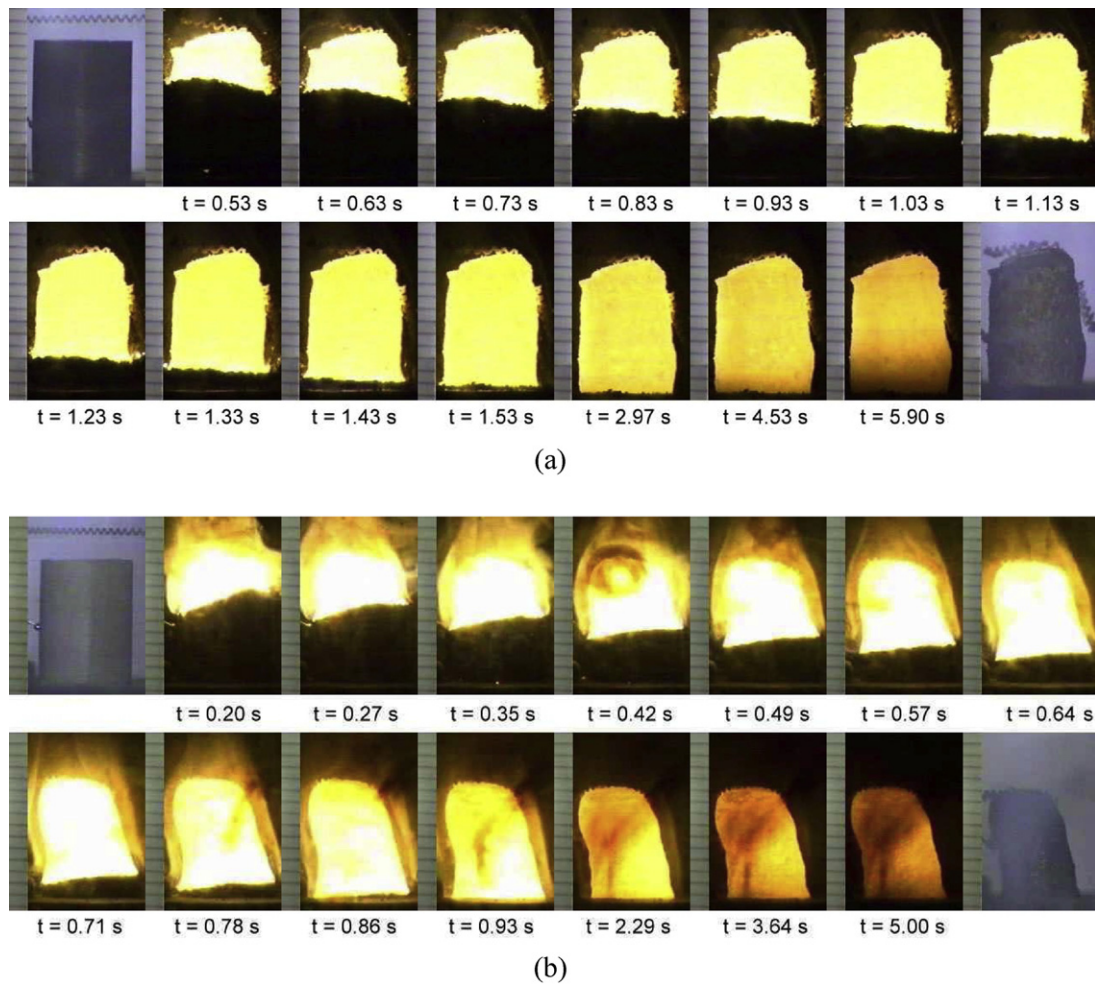 t = 0.53 s t = 0.63 s t = 0.73 s t = 0.83 s t = 0.93 s t = 1.03 s t = 1.13 s
t = 1.23 s t = 1.33 s t = 1.43 s t = 1.53 s t = 2.97 s t = 4.53 s t = 5.90 s
(a)
t = 0.20 s t = 0.27 s t = 0.35 s t = 0.42 s t = 0.49 s t = 0.57 s t = 0.64 s
t = 0.71 s t = 0.78 s t = 0.86 s t = 0.93 s t = 2.29 s t = 3.64 s t = 5.00 s
(b)